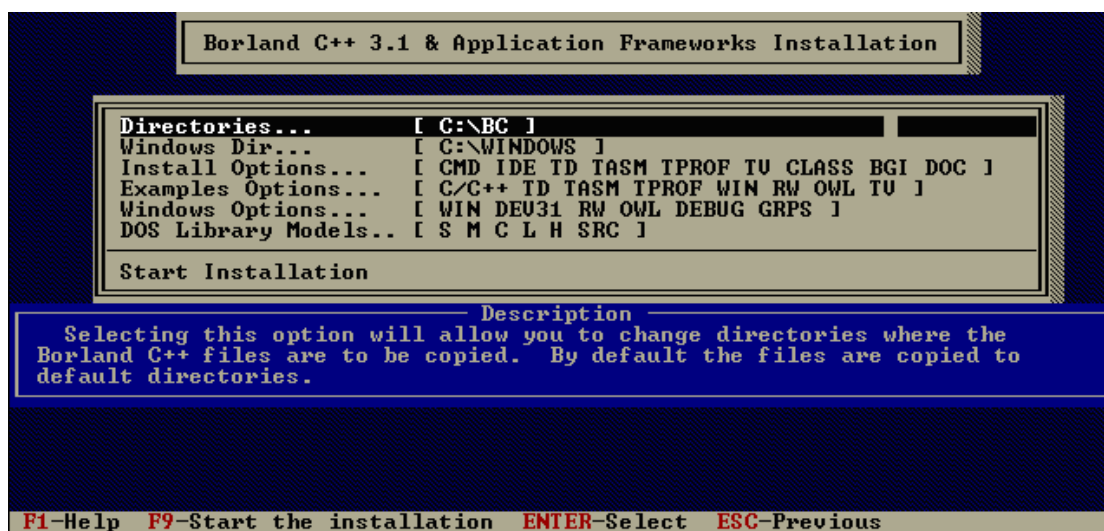 Borland C++ 3.1 & Application Frameworks Installation
Directories... [ C:\BC ]
Windows Dir... [ C:\WINDOWS ]
Install Options... [ CMD IDE TD TASM TPROF TV CLASS BGI DOC ]
Examples Options... [ C/C++ TD TASM TPROF WIN RW OWL TV ]
Windows Options... [ WIN DEV31 RW OWL DEBUG GRPS ]
DOS Library Models.. [ S M C L H SRC ]
Start Installation
Description
Selecting this option will allow you to change directories where the
Borland C++ files are to be copied.  By default the files are copied to
default directories.
F1-Help  F9-Start the installation  ENTER-Select  ESC-Previous